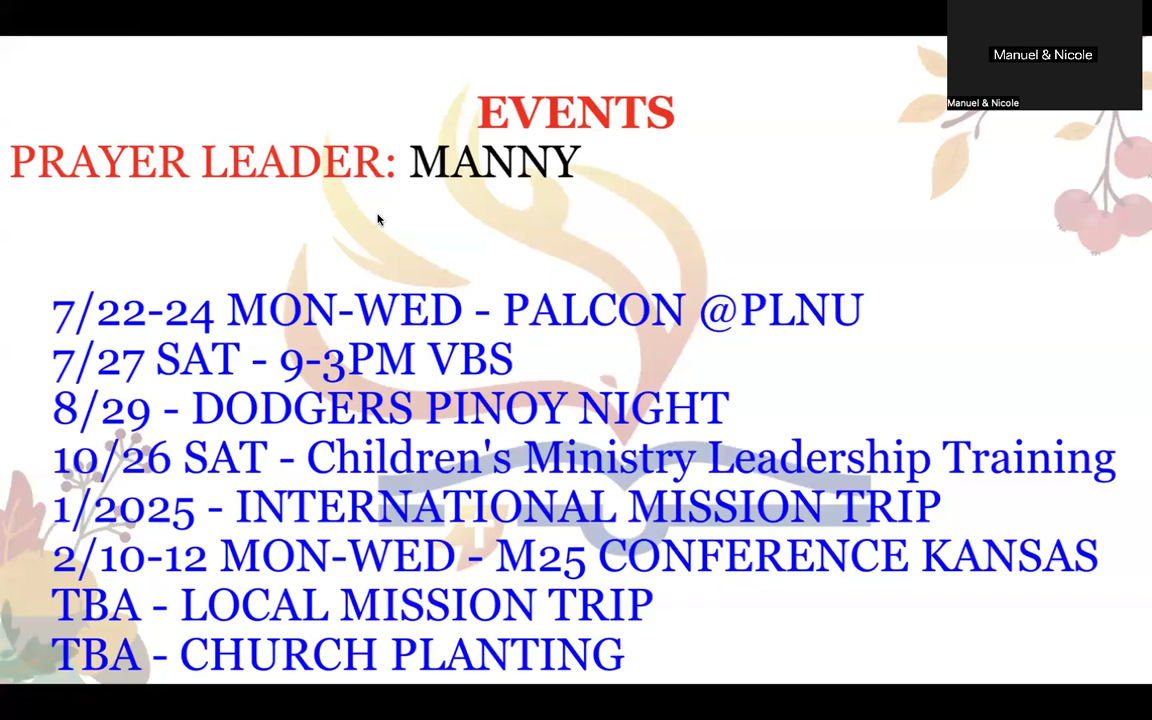 Manuel & Nicole
Manuel & Nicole
EVENTS
PRAYER LEADER: MANNY
7/22-24 MON-WED - PALCON @PLNU
7/27 SAT - 9-3PM VBS
8/29 - DODGERS PINOY NIGHT
10/26 SAT - Children's Ministry Leadership Training
1/2025 - INTERNATIONAL MISSION TRIP
2/10-12 MON-WED - M25 CONFERENCE KANSAS
TBA - LOCAL MISSION TRIP
TBA - CHURCH PLANTING